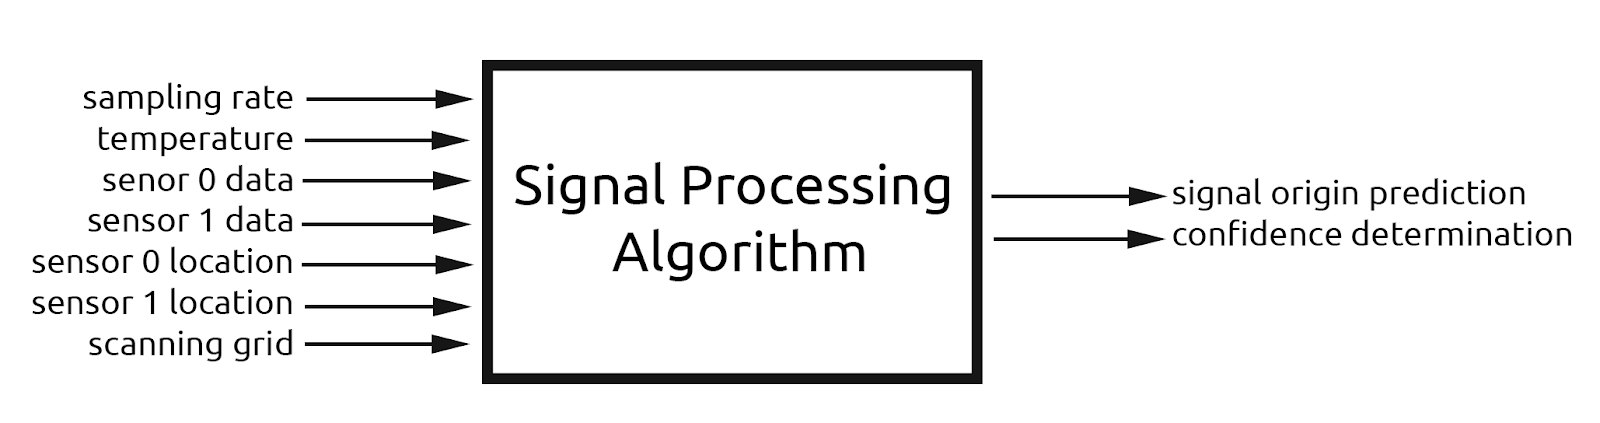 sampling rate
temperature
senor 0 data
sensor 1 data
sensor 0 location
sensor 1 location
scanning grid
Signal Processing
Algorithm
signal origin prediction
confidence determination